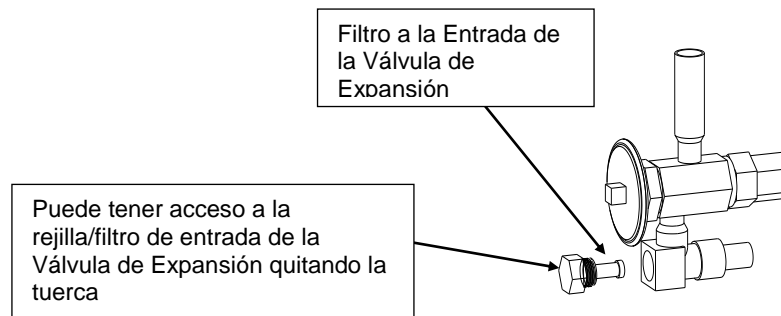 Filtro a la Entrada de
la Válvula de
Expansión
Puede tener acceso a la
rejilla/filtro de entrada de la
Válvula de Expansión quitando la
tuerca